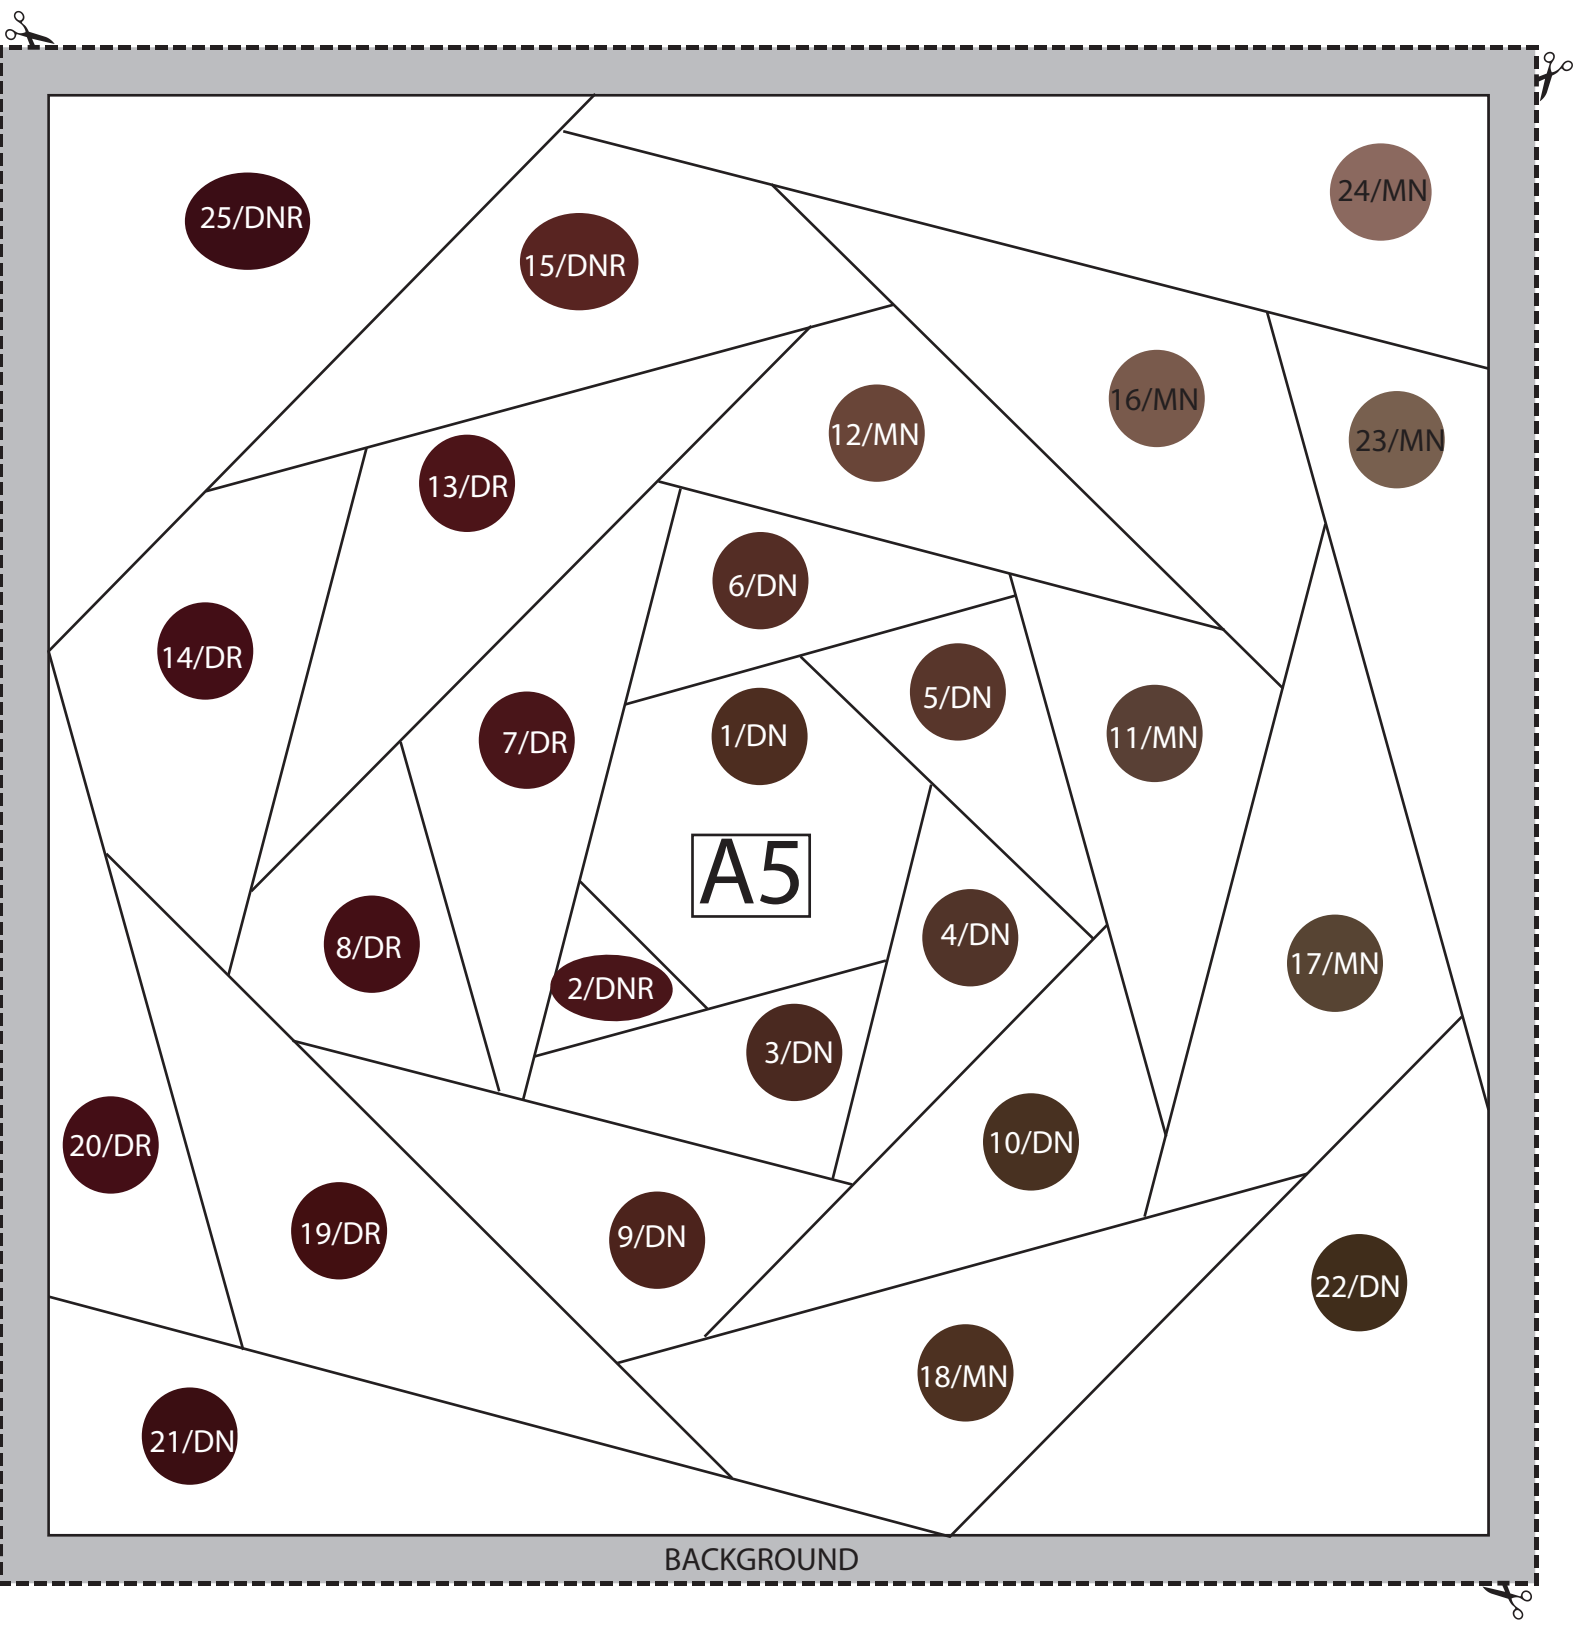 24/MN
25/DNR
15/DNR
16/MN
12/MN
23/MN
13/DR
6/DN
14/DR
5/DN
7/DR
1/DN
11/MN
A5
8/DR
4/DN
17/MN
2/DNR
3/DN
20/DR
10/DN
19/DR
9/DN
22/DN
18/MN
21/DN
BACKGROUND